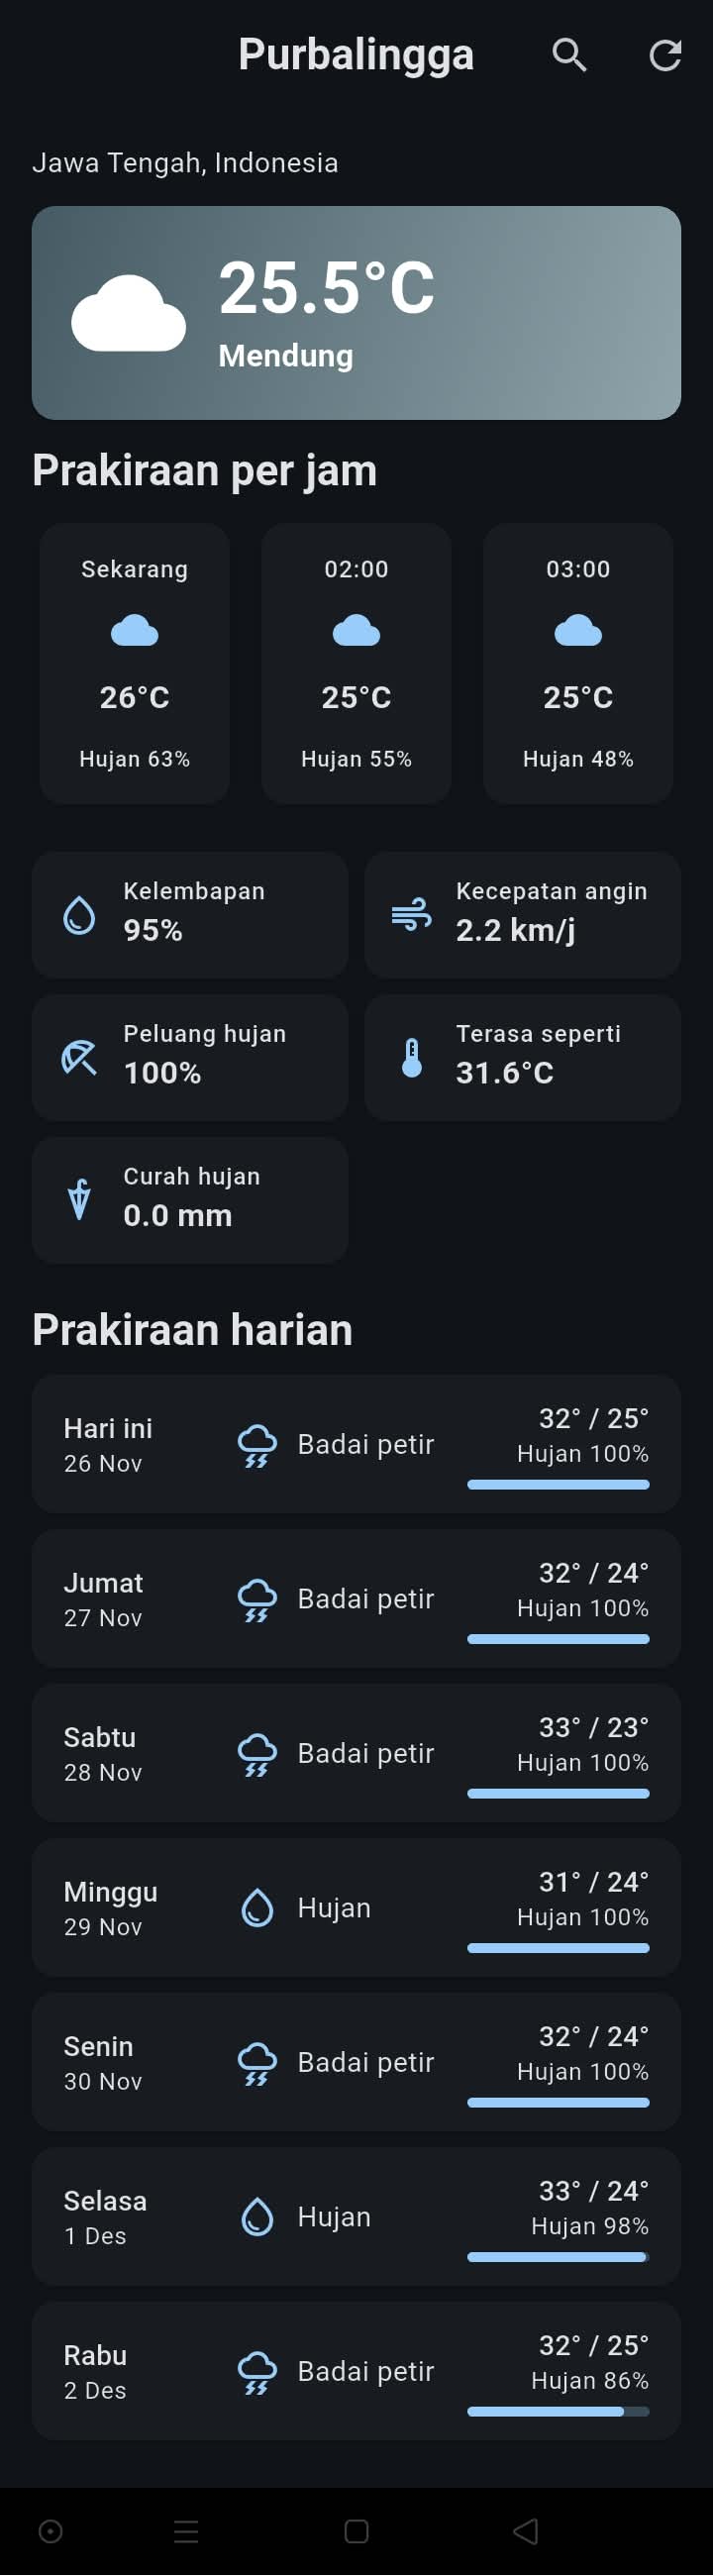 Purbalingga
Jawa Tengah, Indonesia
25.5°C
Mendung
Prakiraan per jam
Sekarang
26°C
Hujan 63%
02:00
25°C
Hujan 55%
03:00
25°C
Hujan 48%
Kelembapan
95%
Kecepatan angin
2.2 km/j
Peluang hujan
100%
Terasa seperti
31.6°C
Curah hujan
0.0 mm
Prakiraan harian
Hari ini
26 Nov
Badai petir
32° / 25°
Hujan 100%
Jumat
27 Nov
Badai petir
32° / 24°
Hujan 100%
Sabtu
28 Nov
Badai petir
33° / 23°
Hujan 100%
Minggu
29 Nov
Hujan
31° / 24°
Hujan 100%
Senin
30 Nov
Badai petir
32° / 24°
Hujan 100%
Selasa
1 Des
Hujan
33° / 24°
Hujan 98%
Rabu
2 Des
Badai petir
32° / 25°
Hujan 86%